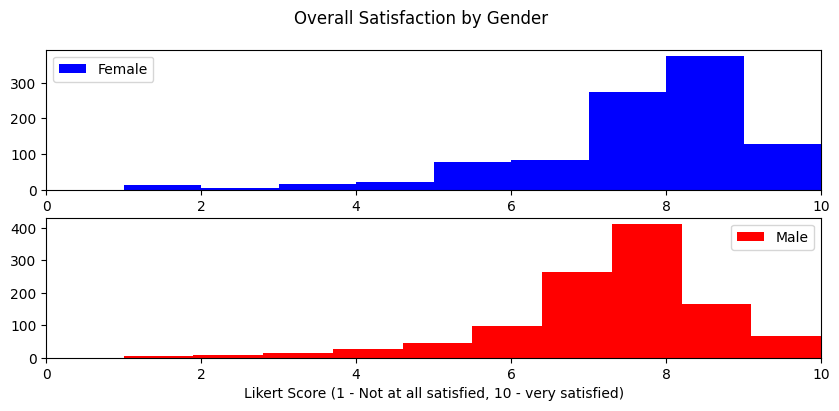 Overall Satisfaction by Gender
Female
300
200
100
0
0 2 4 6 8 10
Male
400
300
200
100
0
0 2 4 6 8 10
Likert Score (1 - Not at all satisfied, 10 - very satisfied)